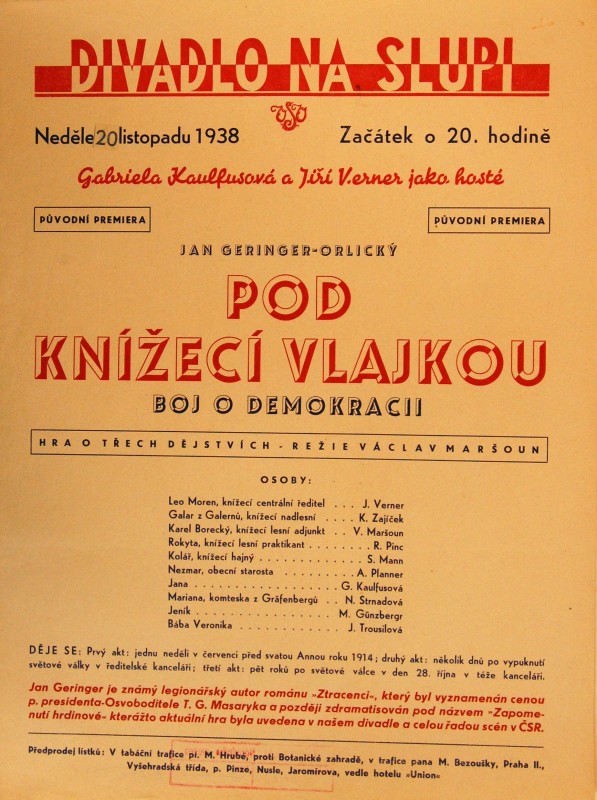 DIVADLO NA SLUPI
Neděle 20 listopadu 1938 Začátek o 20. hodině
Gabriela Kaulfusová a Jiří Verner jako hosté
PŮVODNÍ PREMIERA PŮVODNÍ PREMIERA
JAN GERINGER-ORLICKÝ
POD
KNÍŽECÍ VLAJKOU
BOJ O DEMOKRACII
HRA O TŘECH DĚJSTVÍCH - REŽIE VÁCLAV MARŠOUN
OSOBY:
Leo Moren, knížecí centrální ředitel . . . J. Verner
Galar z Galernů, knížecí nadlesní . . . . K. Zajíček
Karel Borecký, knížecí lesní adjunkt . . V. Maršoun
Rokyta, knížecí lesní praktikant . . . . . . . . R. Pinc
Kolář, knížecí hajný . . . . . . . . . . . . . . S. Mann
Nezmar, obecní starosta . . . . . . . . . A. Planner
Jana . . . . . . . . . . . . . . . . . . G. Kaulfusová
Mariana, komteska z Gräfenbergů . . N. Strnadová
Jeník . . . . . . . . . . . . . . . . . . M. Günzbergr
Bába Veronika . . . . . . . . . . . . . . J. Trousilová
DĚJE SE: Prvý akt: jednu neděli v červenci před svatou Annou roku 1914; druhý akt: několik dnů po vypuknutí
světové války v ředitelské kanceláři; třetí akt: pět roků po světové válce v den 28. října v téže kanceláři.
Jan Geringer je známý legionářský autor románu »Ztracenci«, který byl vyznamenán cenou
p. presidenta-Osvoboditele T. G. Masaryka a později zdramatisován pod názvem »Zapome-
nutí hrdinové« kterážto aktuální hra byla uvedena v našem divadle a celou řadou scén v ČSR.
Předprodej lístků: V tabáční trafice pí. M. Hrubé, proti Botanické zahradě, v trafice pana M. Bezoušky, Praha II.,
Vyšehradská třída, p. Pinze, Nusle, Jaromírova, vedle hotelu »Union«